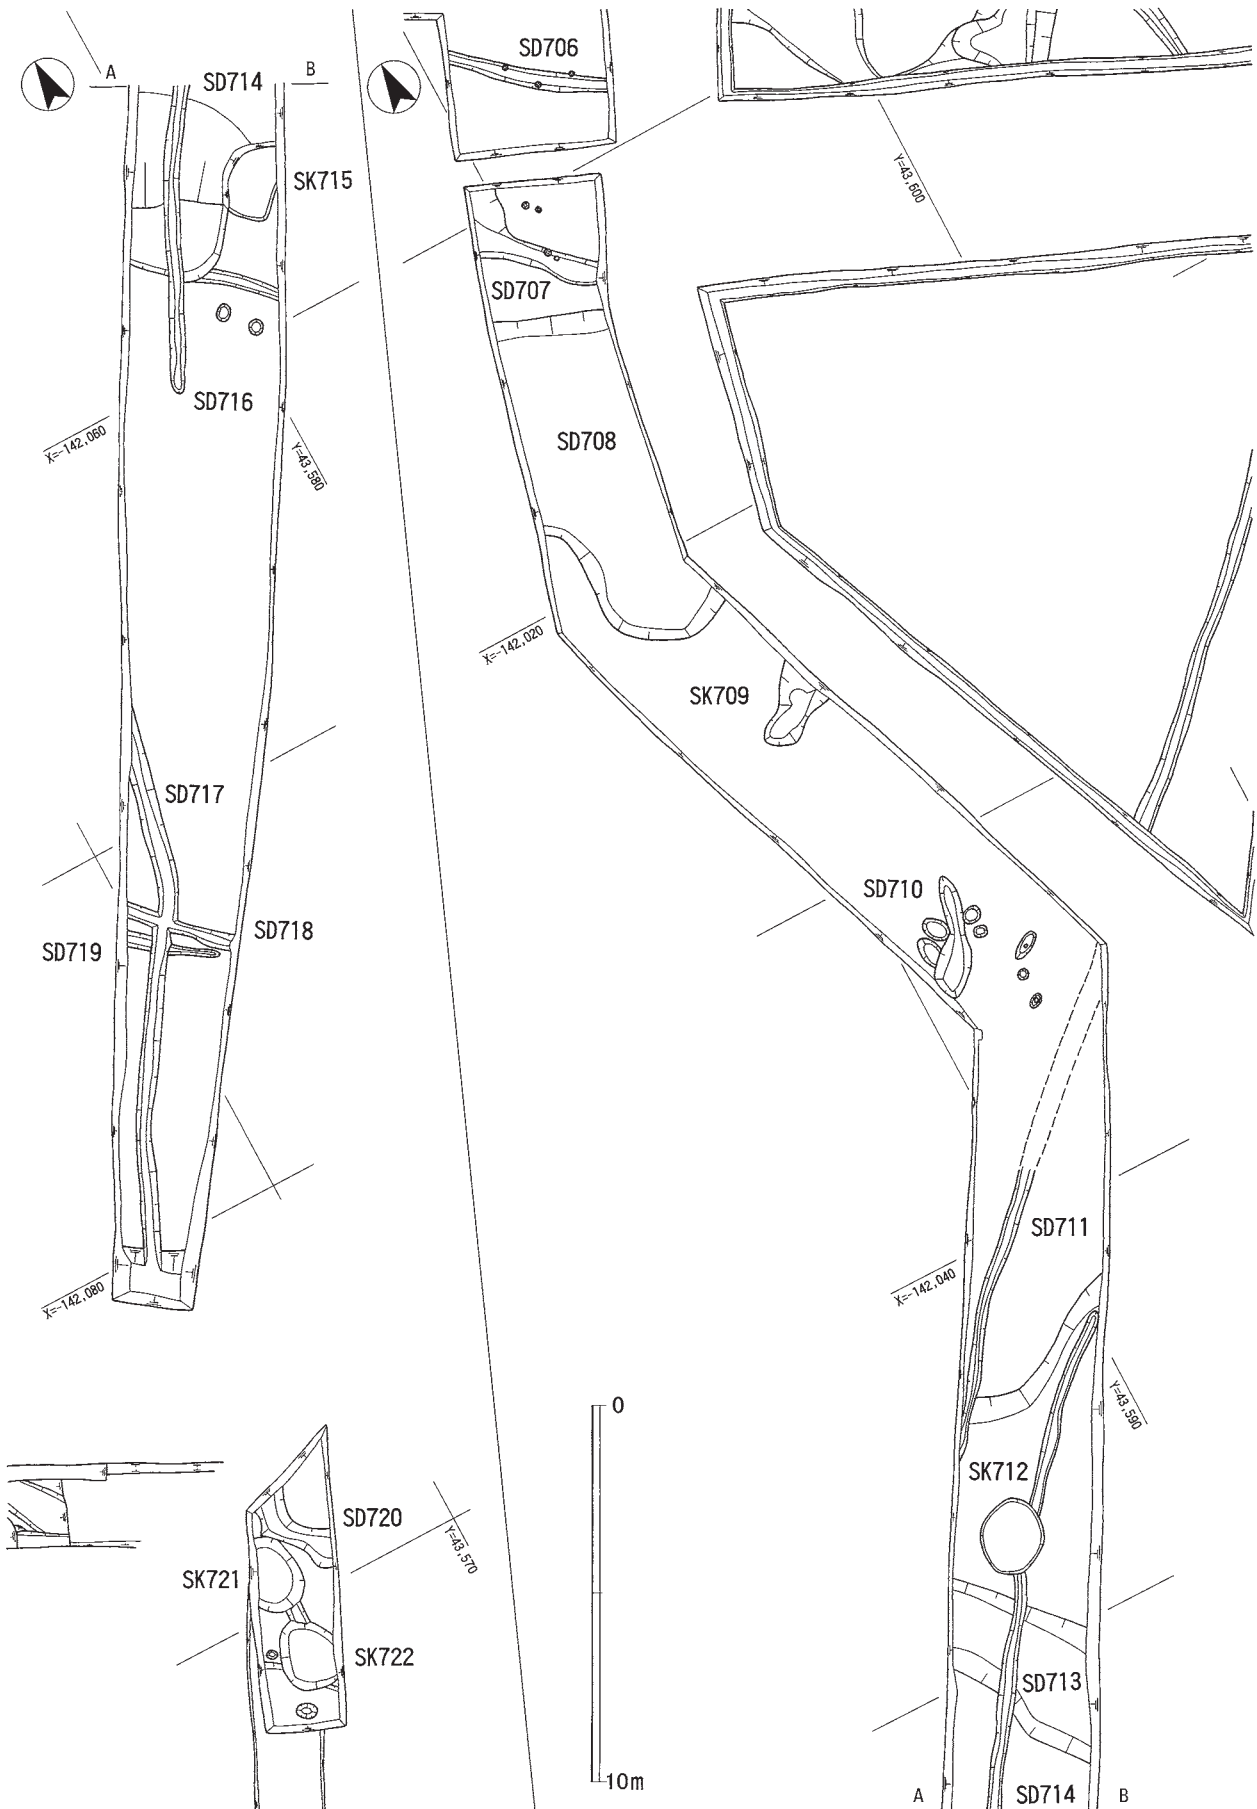 A
SD714
B
SK715
SD716
X=-142,060
Y=43,580
SD717
SD719
SD718
X=-142,080
SD720
SK721
Y=43,570
SK722
SD706
Y=43,600
SD707
SD708
X=-142,020
SK709
SD710
SD711
X=-142,040
Y=43,590
SK712
SD713
A
SD714
B
0
10m